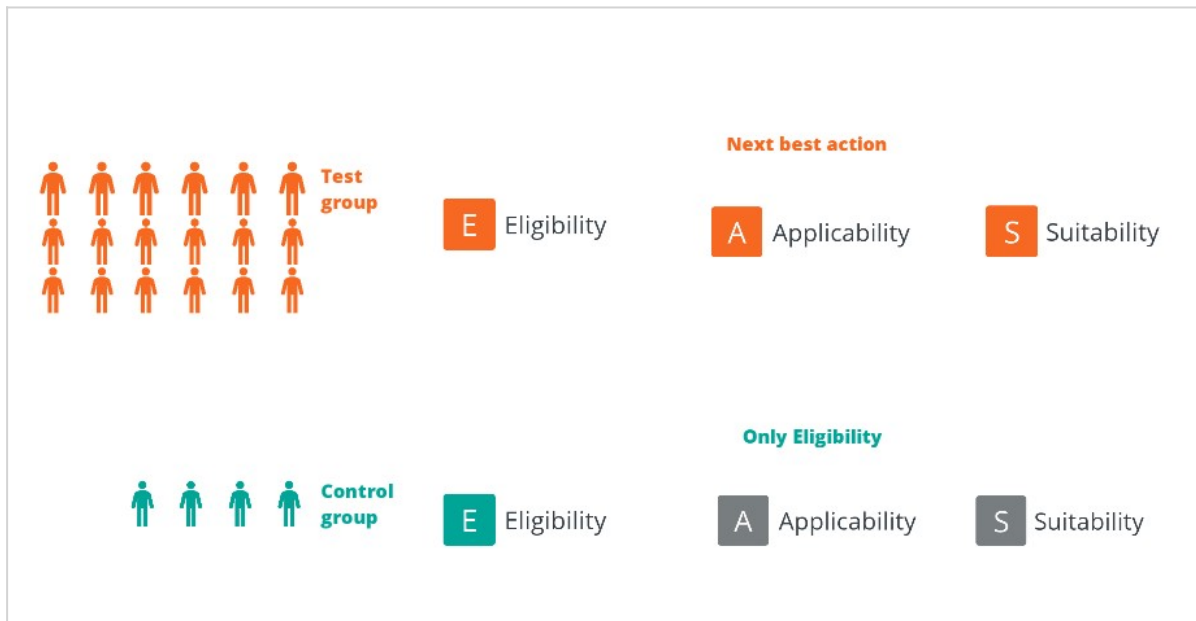 Next best action
Test
group
E Eligibility
A Applicability
S Suitability
Only Eligibility
Control
group
E Eligibility
A Applicability
S Suitability